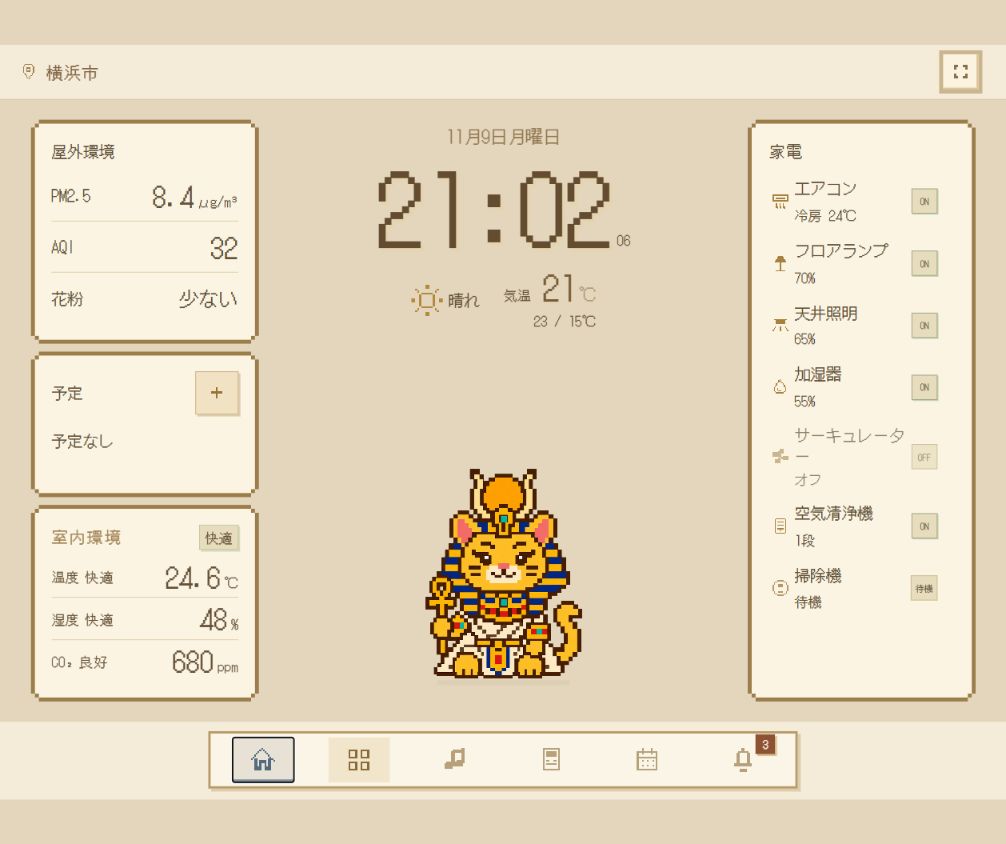 横浜市
屋外環境
PM2.5 8.4 μg/m³
AQI 32
花粉 少ない
予定 +
予定なし
室内環境 快適
温度 快適 24.6 ℃
湿度 快適 48 %
CO₂ 良好 680 ppm
11月9日月曜日
21:02 06
晴れ 気温 21℃
23 / 15℃
家電
エアコン
冷房 24℃ ON
フロアランプ
70% ON
天井照明
65% ON
加湿器
55% ON
サーキュレータ
ー
オフ OFF
空気清浄機
1段 ON
掃除機
待機 待機
3